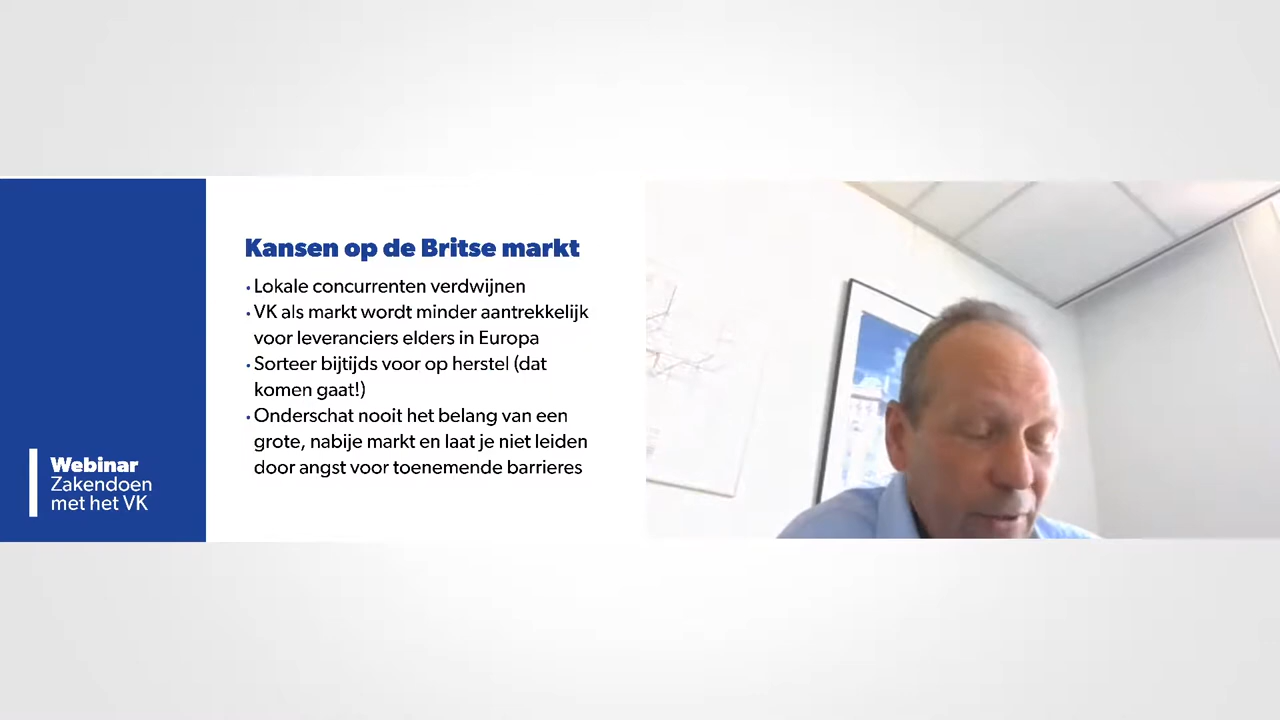 Kansen op de Britse markt
• Lokale concurrenten verdwijnen
• VK als markt wordt minder aantrekkelijk
voor leveranciers elders in Europa
• Sorteer bijtijds voor op herstel (dat
komen gaat!)
• Onderschat nooit het belang van een
grote, nabije markt en laat je niet leiden
door angst voor toenemende barrieres
Webinar
Zakendoen
met het VK